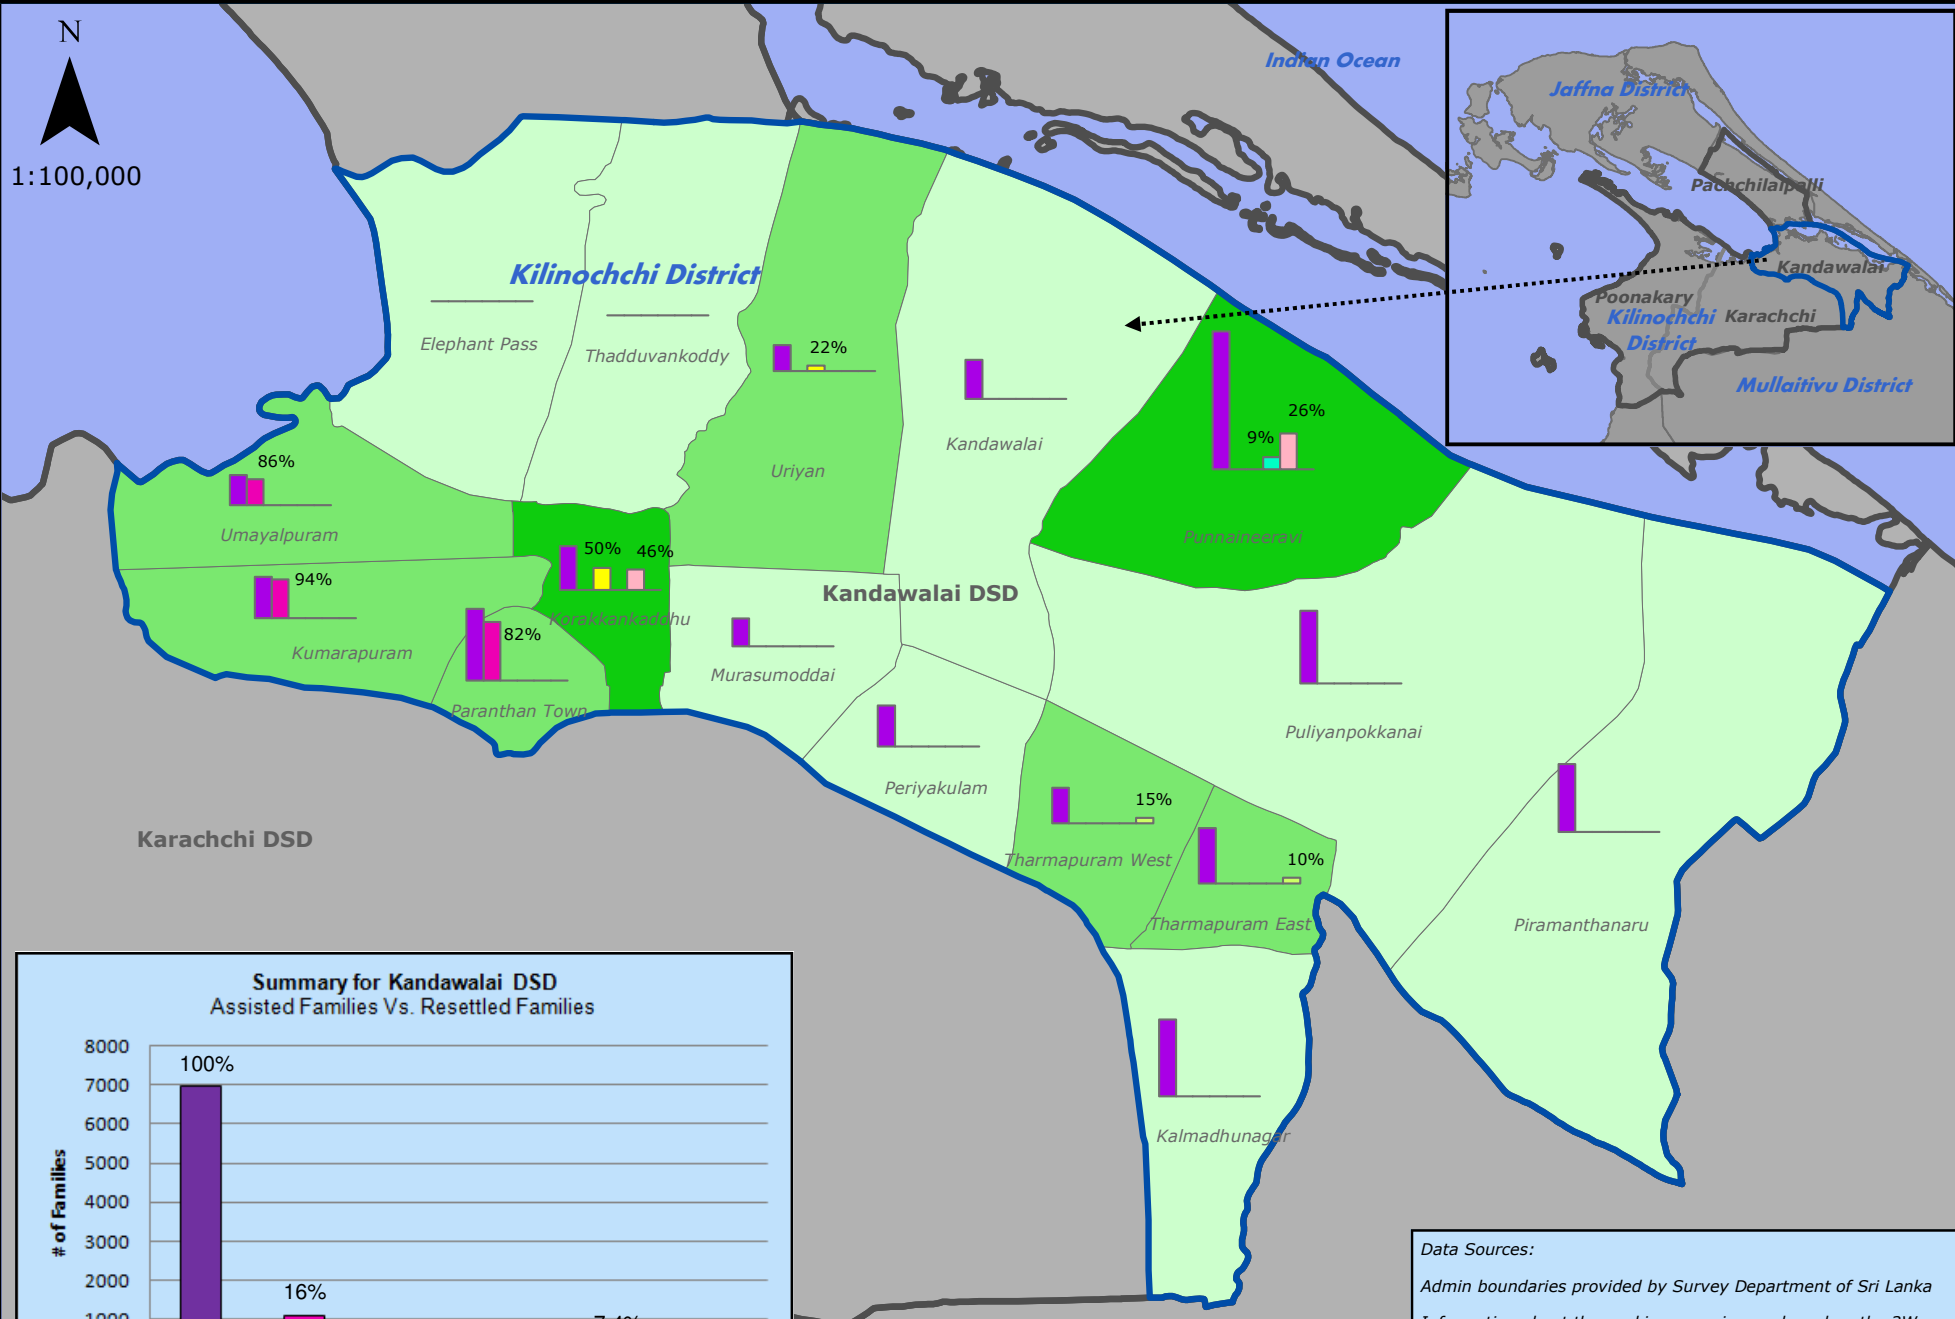 N
1:100,000
Indian Ocean
Jaffna District
Pachchilaipalli
Kandawalai
Poonakary
Kilinochchi
District
Karachchi
Mullaitivu District
Kilinochchi District
Elephant Pass
Thadduvankoddy
22%
Uriyan
Kandawalai
26%
9%
Punnaineeravi
86%
Umayalpuram
50%
46%
Korakkankaddhu
94%
Kumarapuram
82%
Paranthan Town
Kandawalai DSD
Murasumoddai
Periyakulam
Puliyanpokkanai
15%
Tharmapuram West
10%
Tharmapuram East
Piramanthanaru
Kalmadhunagar
Karachchi DSD
Summary for Kandawalai DSD
Assisted Families Vs. Resettled Families
8000
7000
6000
5000
4000
3000
2000
# of Families
100%
16%
Data Sources:
Admin boundaries provided by Survey Department of Sri Lanka